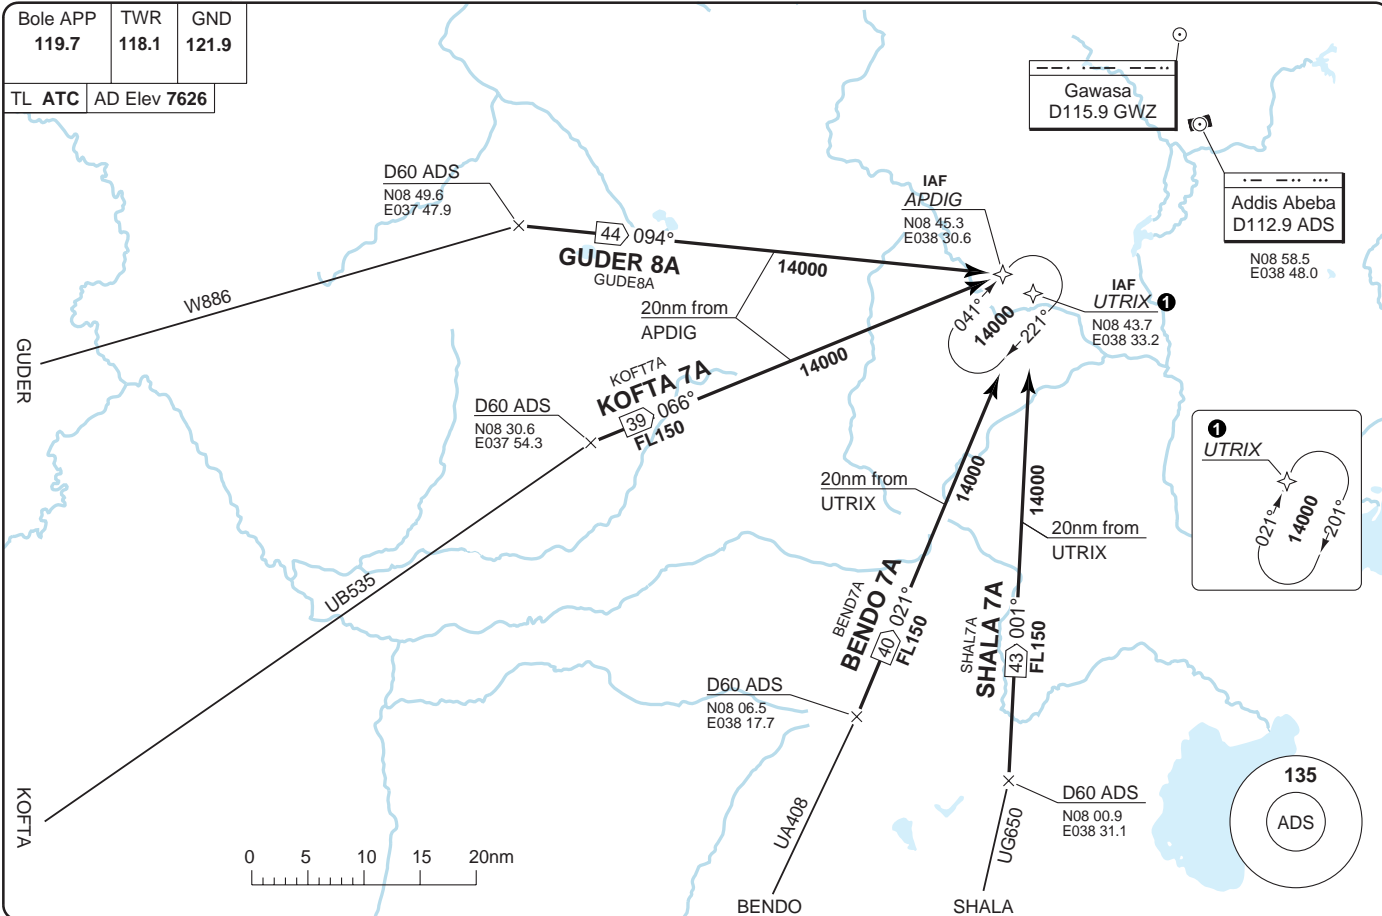 Bole APP
119.7
TWR
118.1
GND
121.9
TL ATC
AD Elev 7626
Gawasa
D115.9 GWZ
Addis Abeba
D112.9 ADS
N08 58.5
E038 48.0
D60 ADS
N08 49.6
E037 47.9
44 094°
GUDER 8A
GUDE8A
14000
W886
GUDER
20nm from
APDIG
IAF
APDIG
N08 45.3
E038 30.6
041°
14000
221°
IAF
UTRIX 1
N08 43.7
E038 33.2
KOFT7A
KOFTA 7A
39 066°
FL150
14000
D60 ADS
N08 30.6
E037 54.3
UB535
KOFTA
20nm from
UTRIX
14000
BEND7A
BENDO 7A
40 021°
FL150
D60 ADS
N08 06.5
E038 17.7
UA408
BENDO
14000
20nm from
UTRIX
SHAL7A
SHALA 7A
43 001°
FL150
D60 ADS
N08 00.9
E038 31.1
UG650
SHALA
1
UTRIX
021°
14000
201°
135
ADS
0 5 10 15 20nm